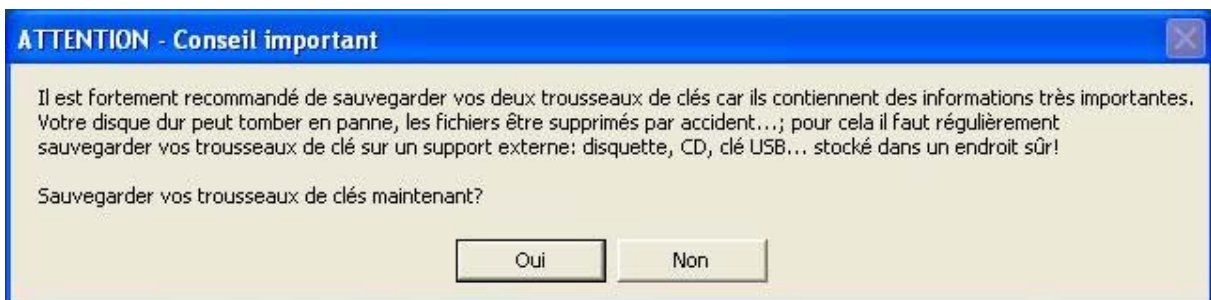 ATTENTION - Conseil important
Il est fortement recommandé de sauvegarder vos deux trousseaux de clés car ils contiennent des informations très importantes.
Votre disque dur peut tomber en panne, les fichiers être supprimés par accident...; pour cela il faut régulièrement
sauvegarder vos trousseaux de clé sur un support externe: disquette, CD, clé USB... stocké dans un endroit sûr!
Sauvegarder vos trousseaux de clés maintenant?
Oui
Non